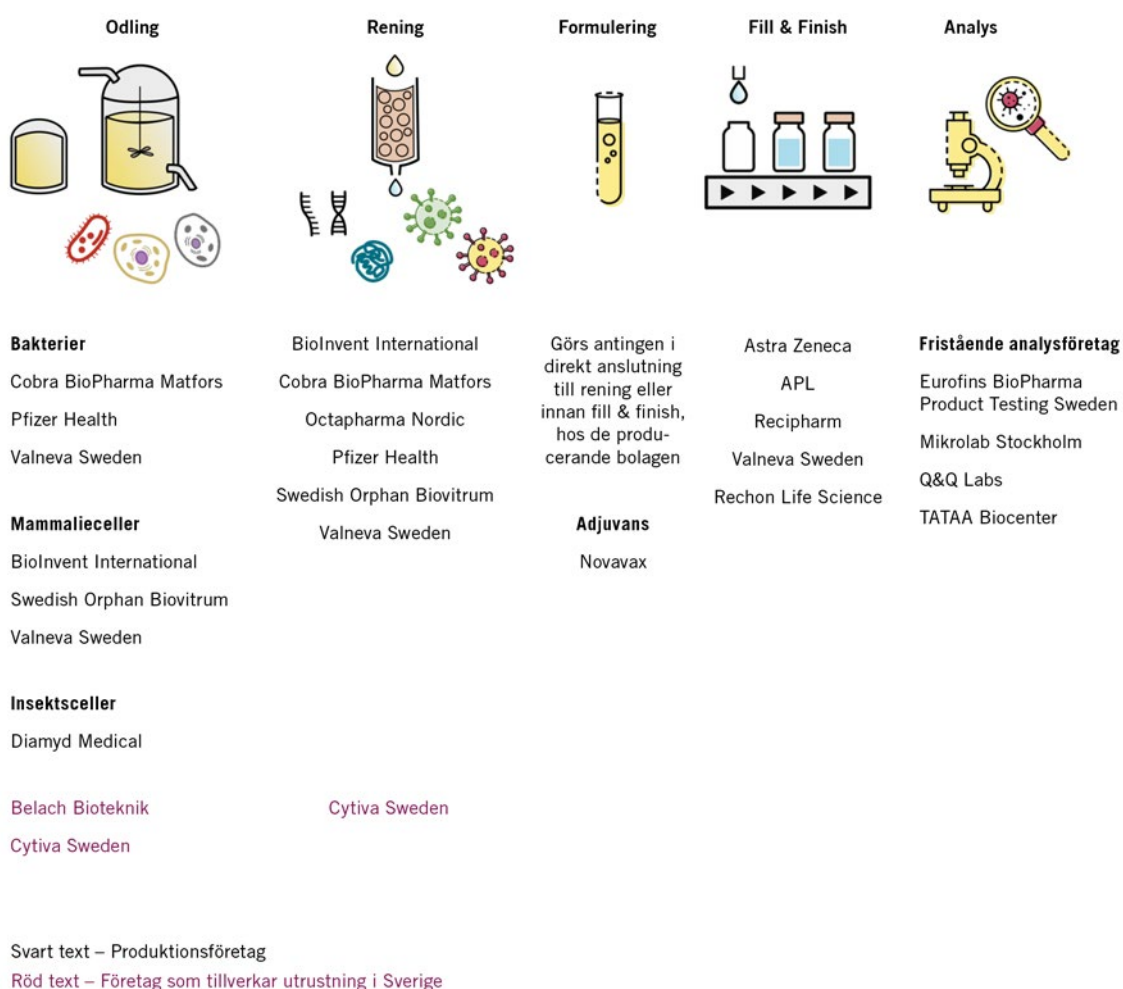 Odling
Rening
Formulering
Fill & Finish
Analys
Bakterier
Cobra BioPharma Matfors
Pfizer Health
Valneva Sweden
Mammalieceller
BioInvent International
Swedish Orphan Biovitrum
Valneva Sweden
Insektsceller
Diamyd Medical
Belach Bioteknik
Cytiva Sweden
BioInvent International
Cobra BioPharma Matfors
Octapharma Nordic
Pfizer Health
Swedish Orphan Biovitrum
Valneva Sweden
Cytiva Sweden
Görs antingen i
direkt anslutning
till rening eller
innan fill & finish,
hos de produ-
cerande bolagen
Adjuvans
Novavax
Astra Zeneca
APL
Recipharm
Valneva Sweden
Rechon Life Science
Fristående analysföretag
Eurofins BioPharma
Product Testing Sweden
Mikrolab Stockholm
Q&Q Labs
TATAA Biocenter
Svart text – Produktionsföretag
Röd text – Företag som tillverkar utrustning i Sverige